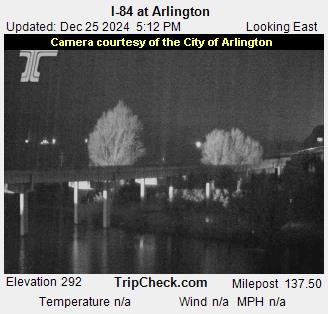 I-84 at Arlington
Updated: Dec 25 2024 5:12 PM Looking East
Camera courtesy of the City of Arlington
Elevation 292 TripCheck.com Milepost 137.50
Temperature n/a Wind n/a MPH n/a